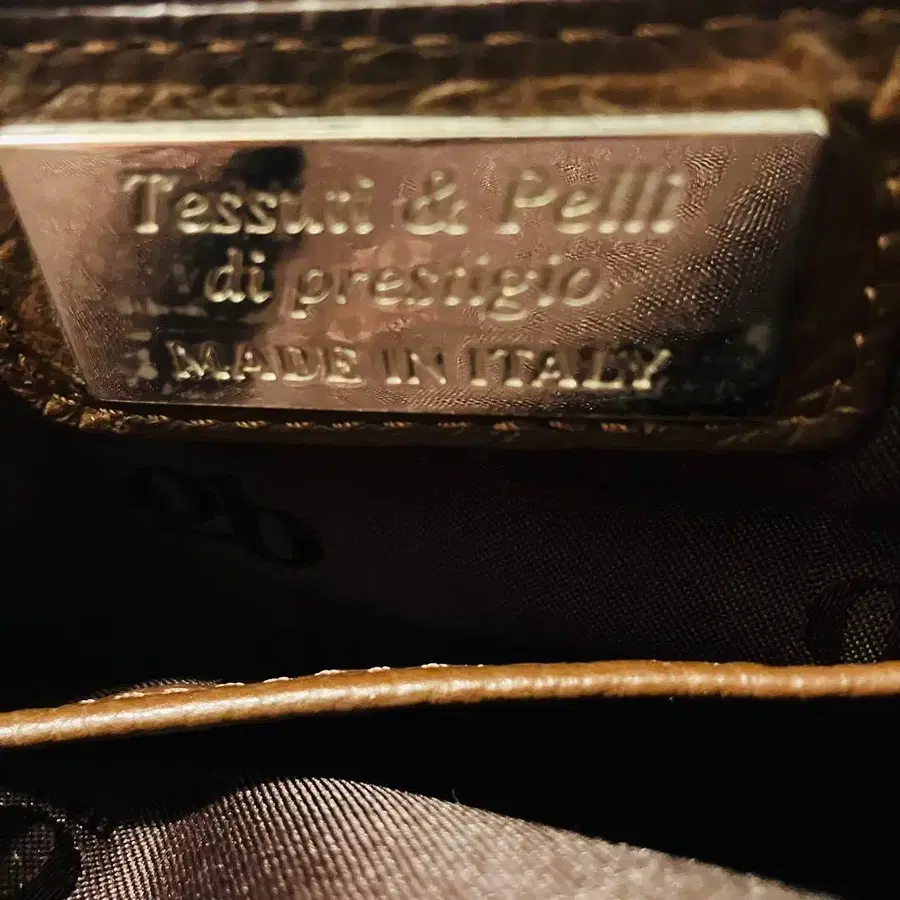 Tessuti & Pelli
di prestigio
MADE IN ITALY